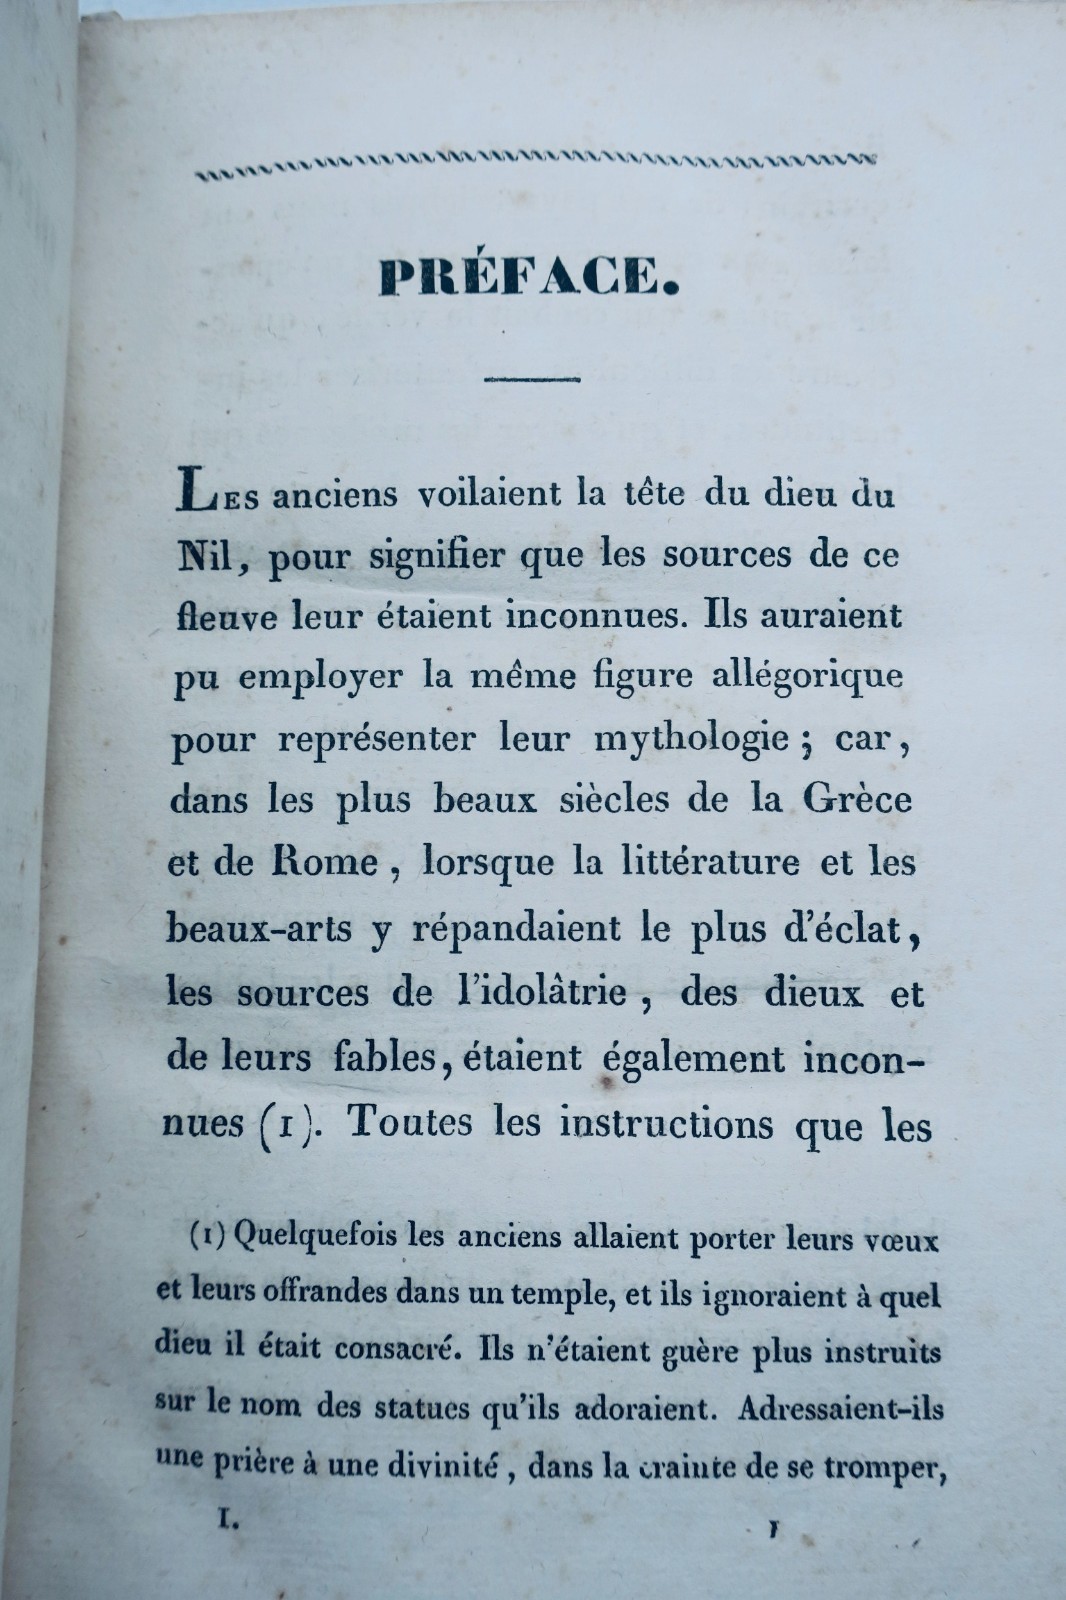 PRÉFACE.
LES anciens voilaient la tête du dieu du
Nil, pour signifier que les sources de ce
fleuve leur étaient inconnues. Ils auraient
pu employer la même figure allégorique
pour représenter leur mythologie ; car,
dans les plus beaux siècles de la Grèce
et de Rome, lorsque la littérature et les
beaux-arts y répandaient le plus d'éclat,
les sources de l'idolâtrie, des dieux et
de leurs fables, étaient également incon-
nues (1). Toutes les instructions que les
(1) Quelquefois les anciens allaient porter leurs vœux
et leurs offrandes dans un temple, et ils ignoraient à quel
dieu il était consacré. Ils n'étaient guère plus instruits
sur le nom des statues qu'ils adoraient. Adressaient-ils
une prière à une divinité, dans la crainte de se tromper,
I. 1